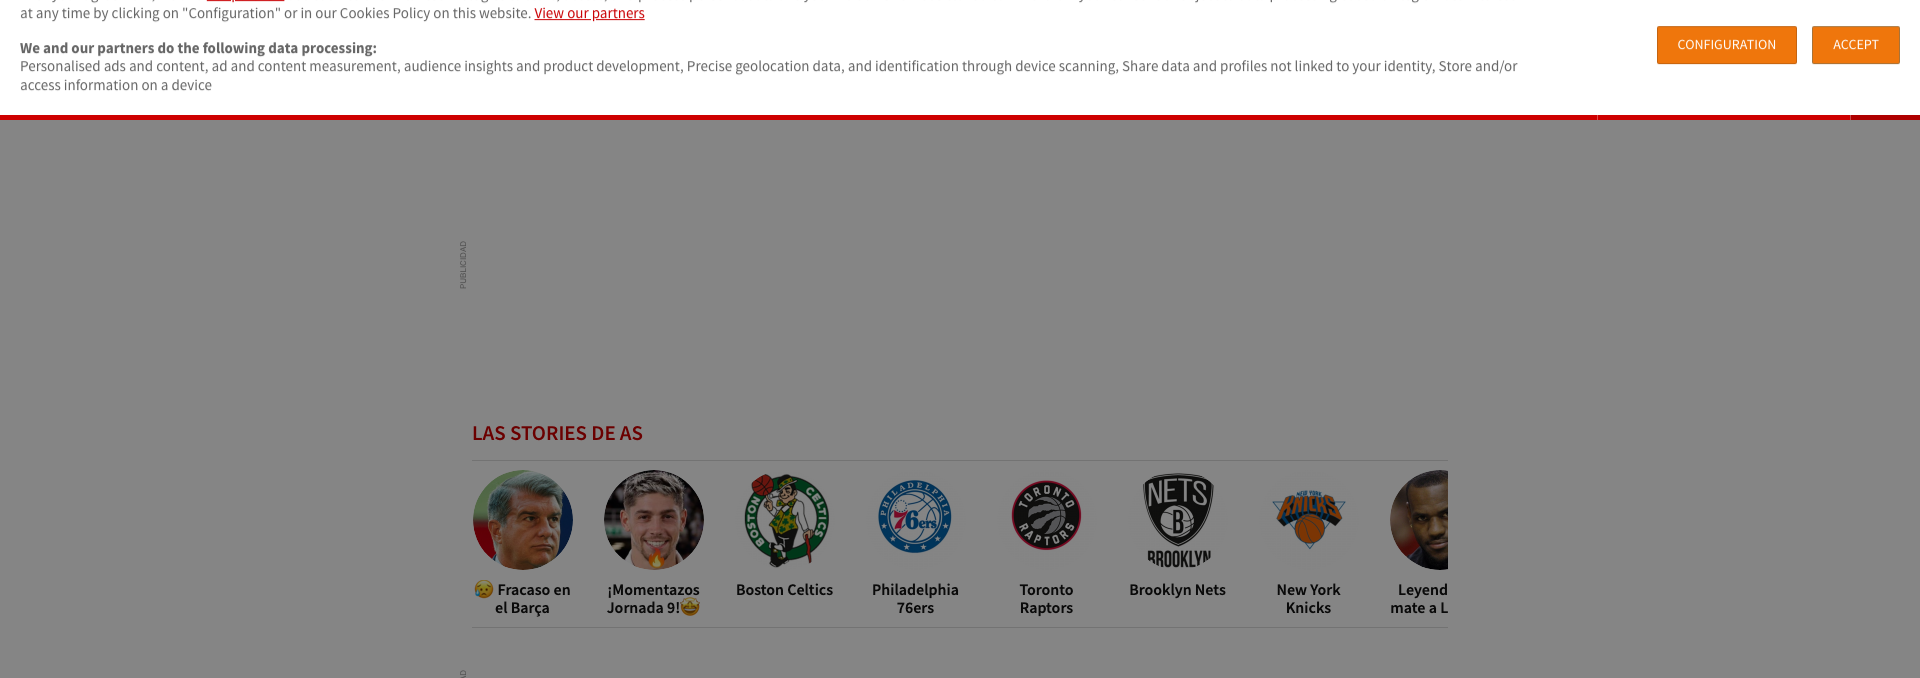 at any time by clicking on "Configuration" or in our Cookies Policy on this website. View our partners
We and our partners do the following data processing:
Personalised ads and content, ad and content measurement, audience insights and product development, Precise geolocation data, and identification through device scanning, Share data and profiles not linked to your identity, Store and/or
access information on a device
CONFIGURATION
ACCEPT
PUBLICIDAD
LAS STORIES DE AS
BOSTON CELTICS
PHILADELPHIA
76ers
TORONTO
RAPTORS
NETS
B
BROOKLYN
NEW YORK
KNICKS
😥 Fracaso en
el Barça
¡Momentazos
Jornada 9!🤩
Boston Celtics
Philadelphia
76ers
Toronto
Raptors
Brooklyn Nets
New York
Knicks
Leyend
mate a L
AD